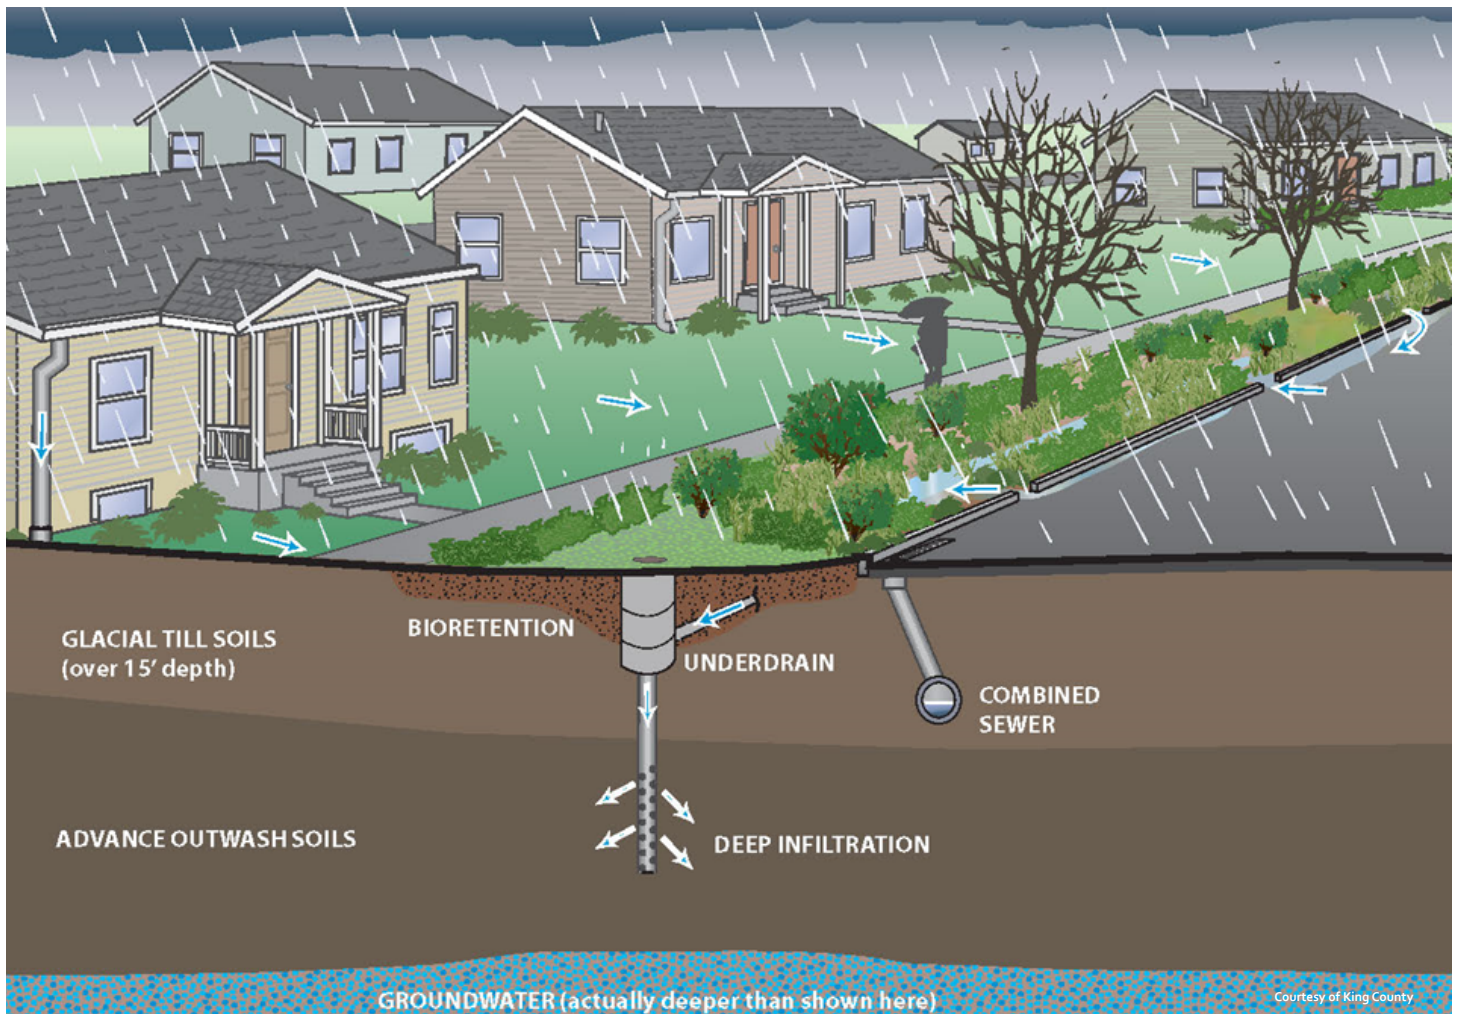 BIORETENTION
GLACIAL TILL SOILS
(over 15' depth)
UNDERDRAIN
COMBINED
SEWER
ADVANCE OUTWASH SOILS
DEEP INFILTRATION
GROUNDWATER (actually deeper than shown here)
Courtesy of King County